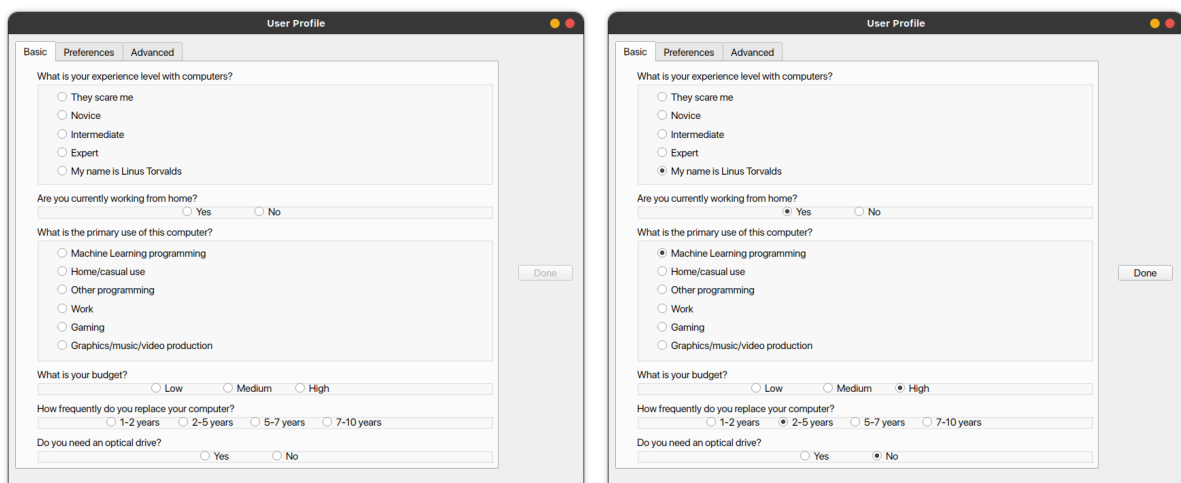 User Profile
Basic Preferences Advanced
What is your experience level with computers?
They scare me
Novice
Intermediate
Expert
My name is Linus Torvalds
Are you currently working from home?
Yes No
What is the primary use of this computer?
Machine Learning programming
Home/casual use
Done
Other programming
Work
Gaming
Graphics/music/video production
What is your budget?
Low Medium High
How frequently do you replace your computer?
1-2 years 2-5 years 5-7 years 7-10 years
Do you need an optical drive?
Yes No
User Profile
Basic Preferences Advanced
What is your experience level with computers?
They scare me
Novice
Intermediate
Expert
My name is Linus Torvalds
Are you currently working from home?
Yes No
What is the primary use of this computer?
Machine Learning programming
Home/casual use
Done
Other programming
Work
Gaming
Graphics/music/video production
What is your budget?
Low Medium High
How frequently do you replace your computer?
1-2 years 2-5 years 5-7 years 7-10 years
Do you need an optical drive?
Yes No